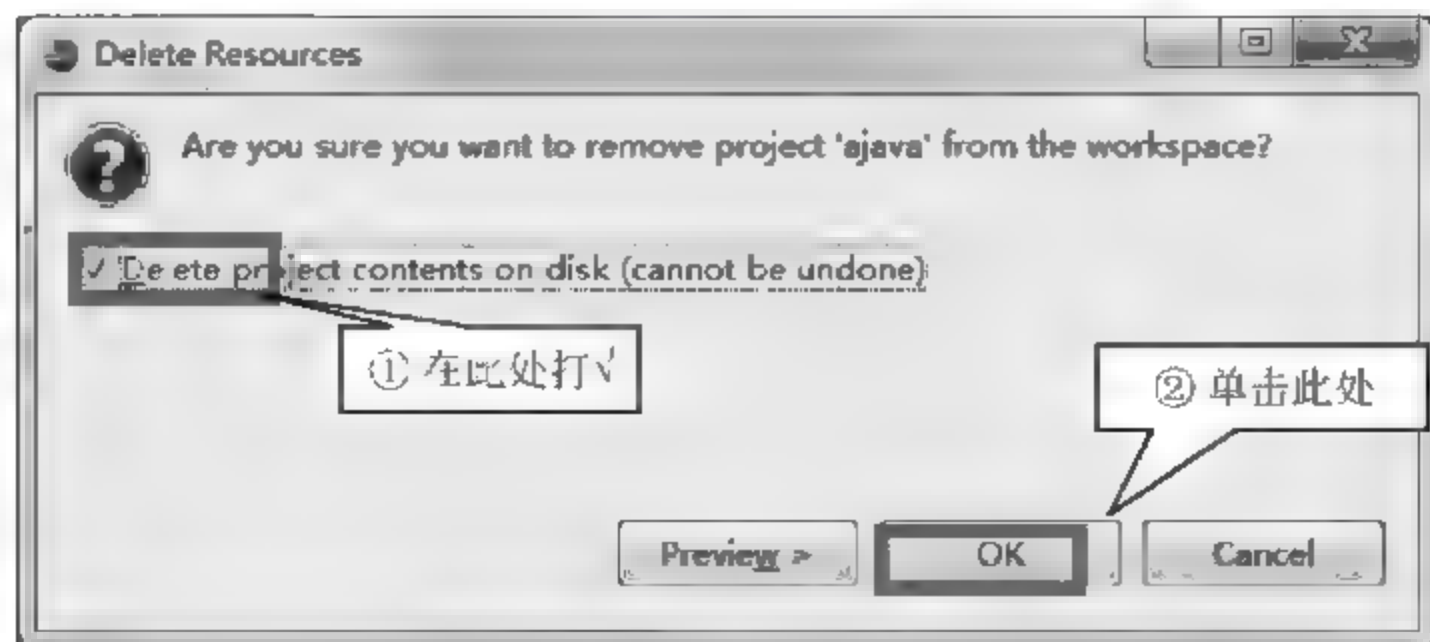 Delete Resources
Are you sure you want to remove project 'ajava' from the workspace?
✓ Delete project contents on disk (cannot be undone)
① 在此处打√
② 单击此处
Preview >
OK
Cancel